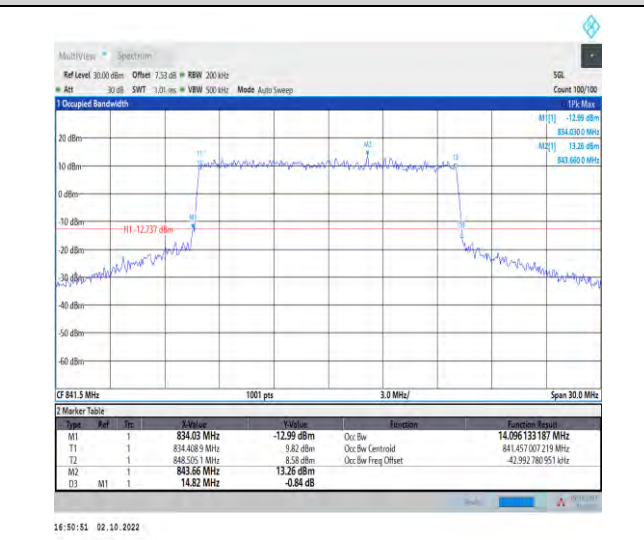 MultiView Spectrum
Ref Level 30.00 dBm Offset 7.53 dB RBW 200 kHz SGL
Att 30 dB SWT 1.01 ms VBW 500 kHz Mode Auto Sweep Count 100/100
1 Occupied Bandwidth 1Pk Max
M1[1] -12.99 dBm
834.030 0 MHz
M2[1] 13.26 dBm
843.660 0 MHz
20 dBm
M2
T1
T2
10 dBm
0 dBm
-10 dBm
M1
H1 -12.737 dBm
D3
-20 dBm
-30 dBm
-40 dBm
-50 dBm
-60 dBm
CF 841.5 MHz 1001 pts 3.0 MHz/ Span 30.0 MHz
2 Marker Table
Type Ref Trc X-Value Y-Value Function Function Result
M1 1 834.03 MHz -12.99 dBm Occ Bw 14.096 133 187 MHz
T1 1 834.408 9 MHz 9.82 dBm Occ Bw Centroid 841.457 007 219 MHz
T2 1 848.505 1 MHz 8.58 dBm Occ Bw Freq Offset -42.992 780 951 kHz
M2 1 843.66 MHz 13.26 dBm
D3 M1 1 14.82 MHz -0.84 dB
16:50:51 02.10.2022